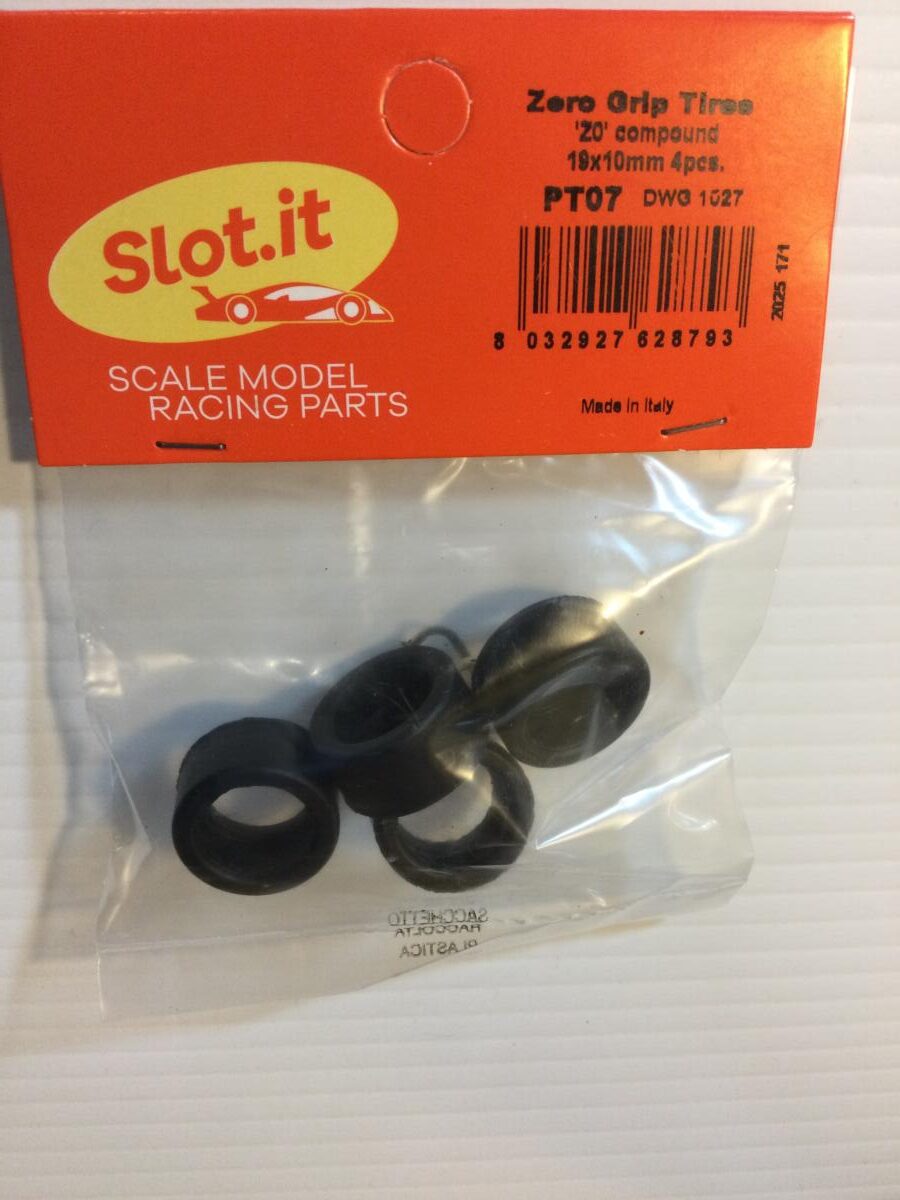 Zero Grip Tires
'Z0' compound
19x10mm 4pcs.
PT07 DWG 1027
8 032927 628793
2025 171
Made in Italy
Slot.it
SCALE MODEL
RACING PARTS
SACCHETTO
RACCOLTA
PLASTICA